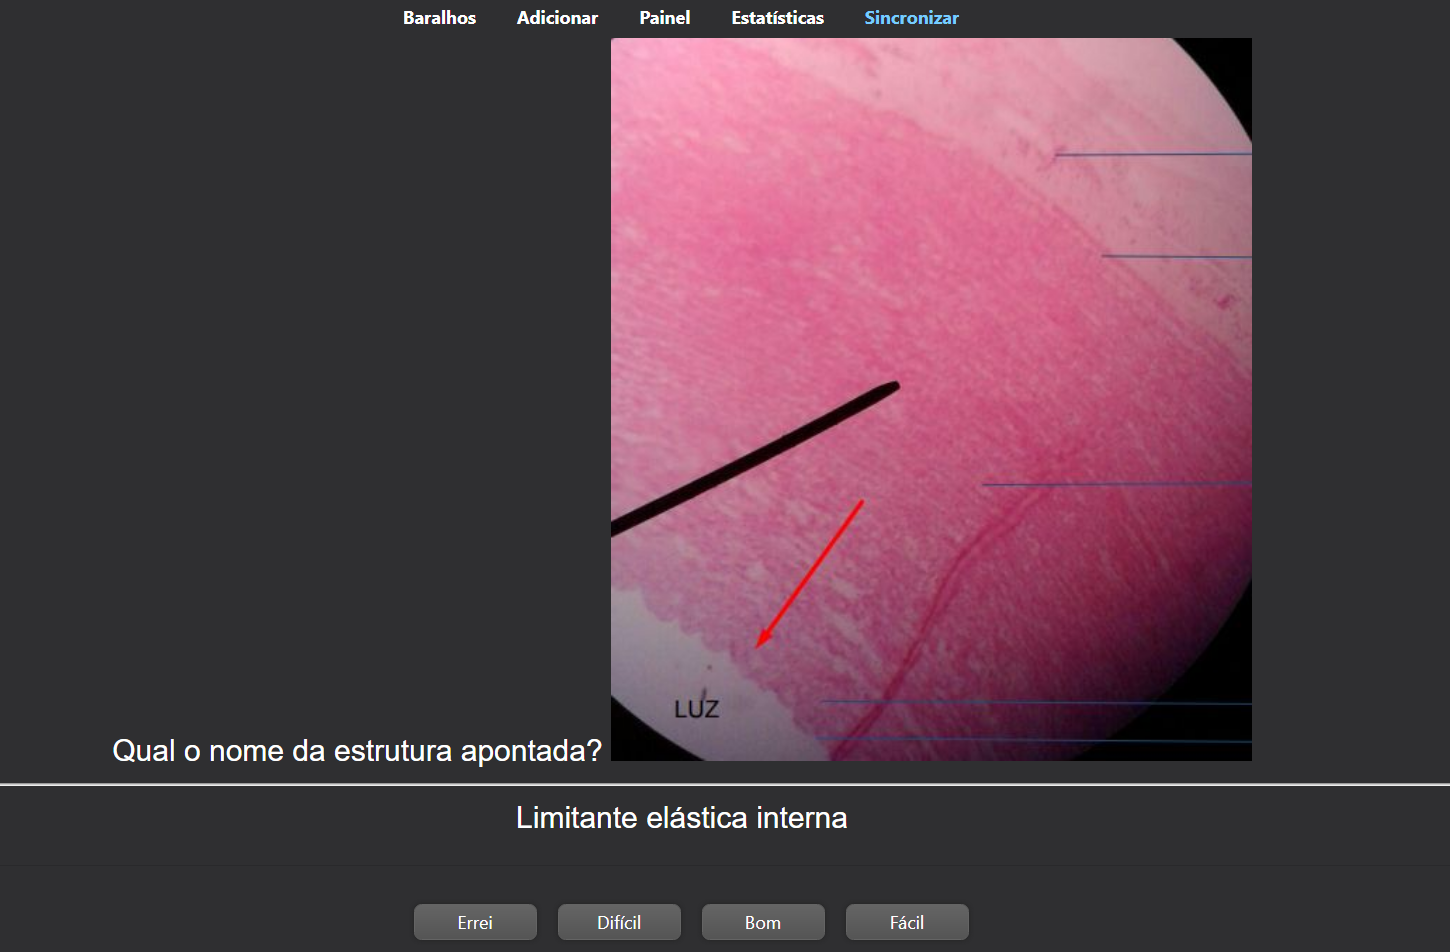 Baralhos Adicionar Painel Estatísticas Sincronizar
LUZ
Qual o nome da estrutura apontada?
Limitante elástica interna
Errei Difícil Bom Fácil